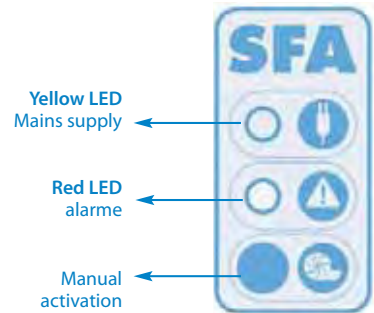 SFA
Yellow LED
Mains supply
Red LED
alarme
Manual
activation